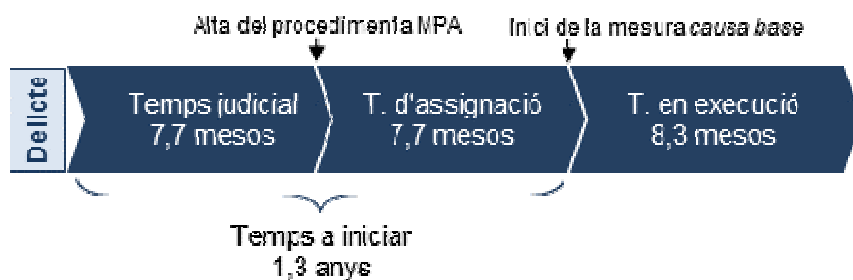 Alta del procediment MPA
Inici de la mesura causa base
Delicte
Temps judicial
7,7 mesos
T. d'assignació
7,7 mesos
T. en execució
8,3 mesos
Temps a iniciar
1,3 anys